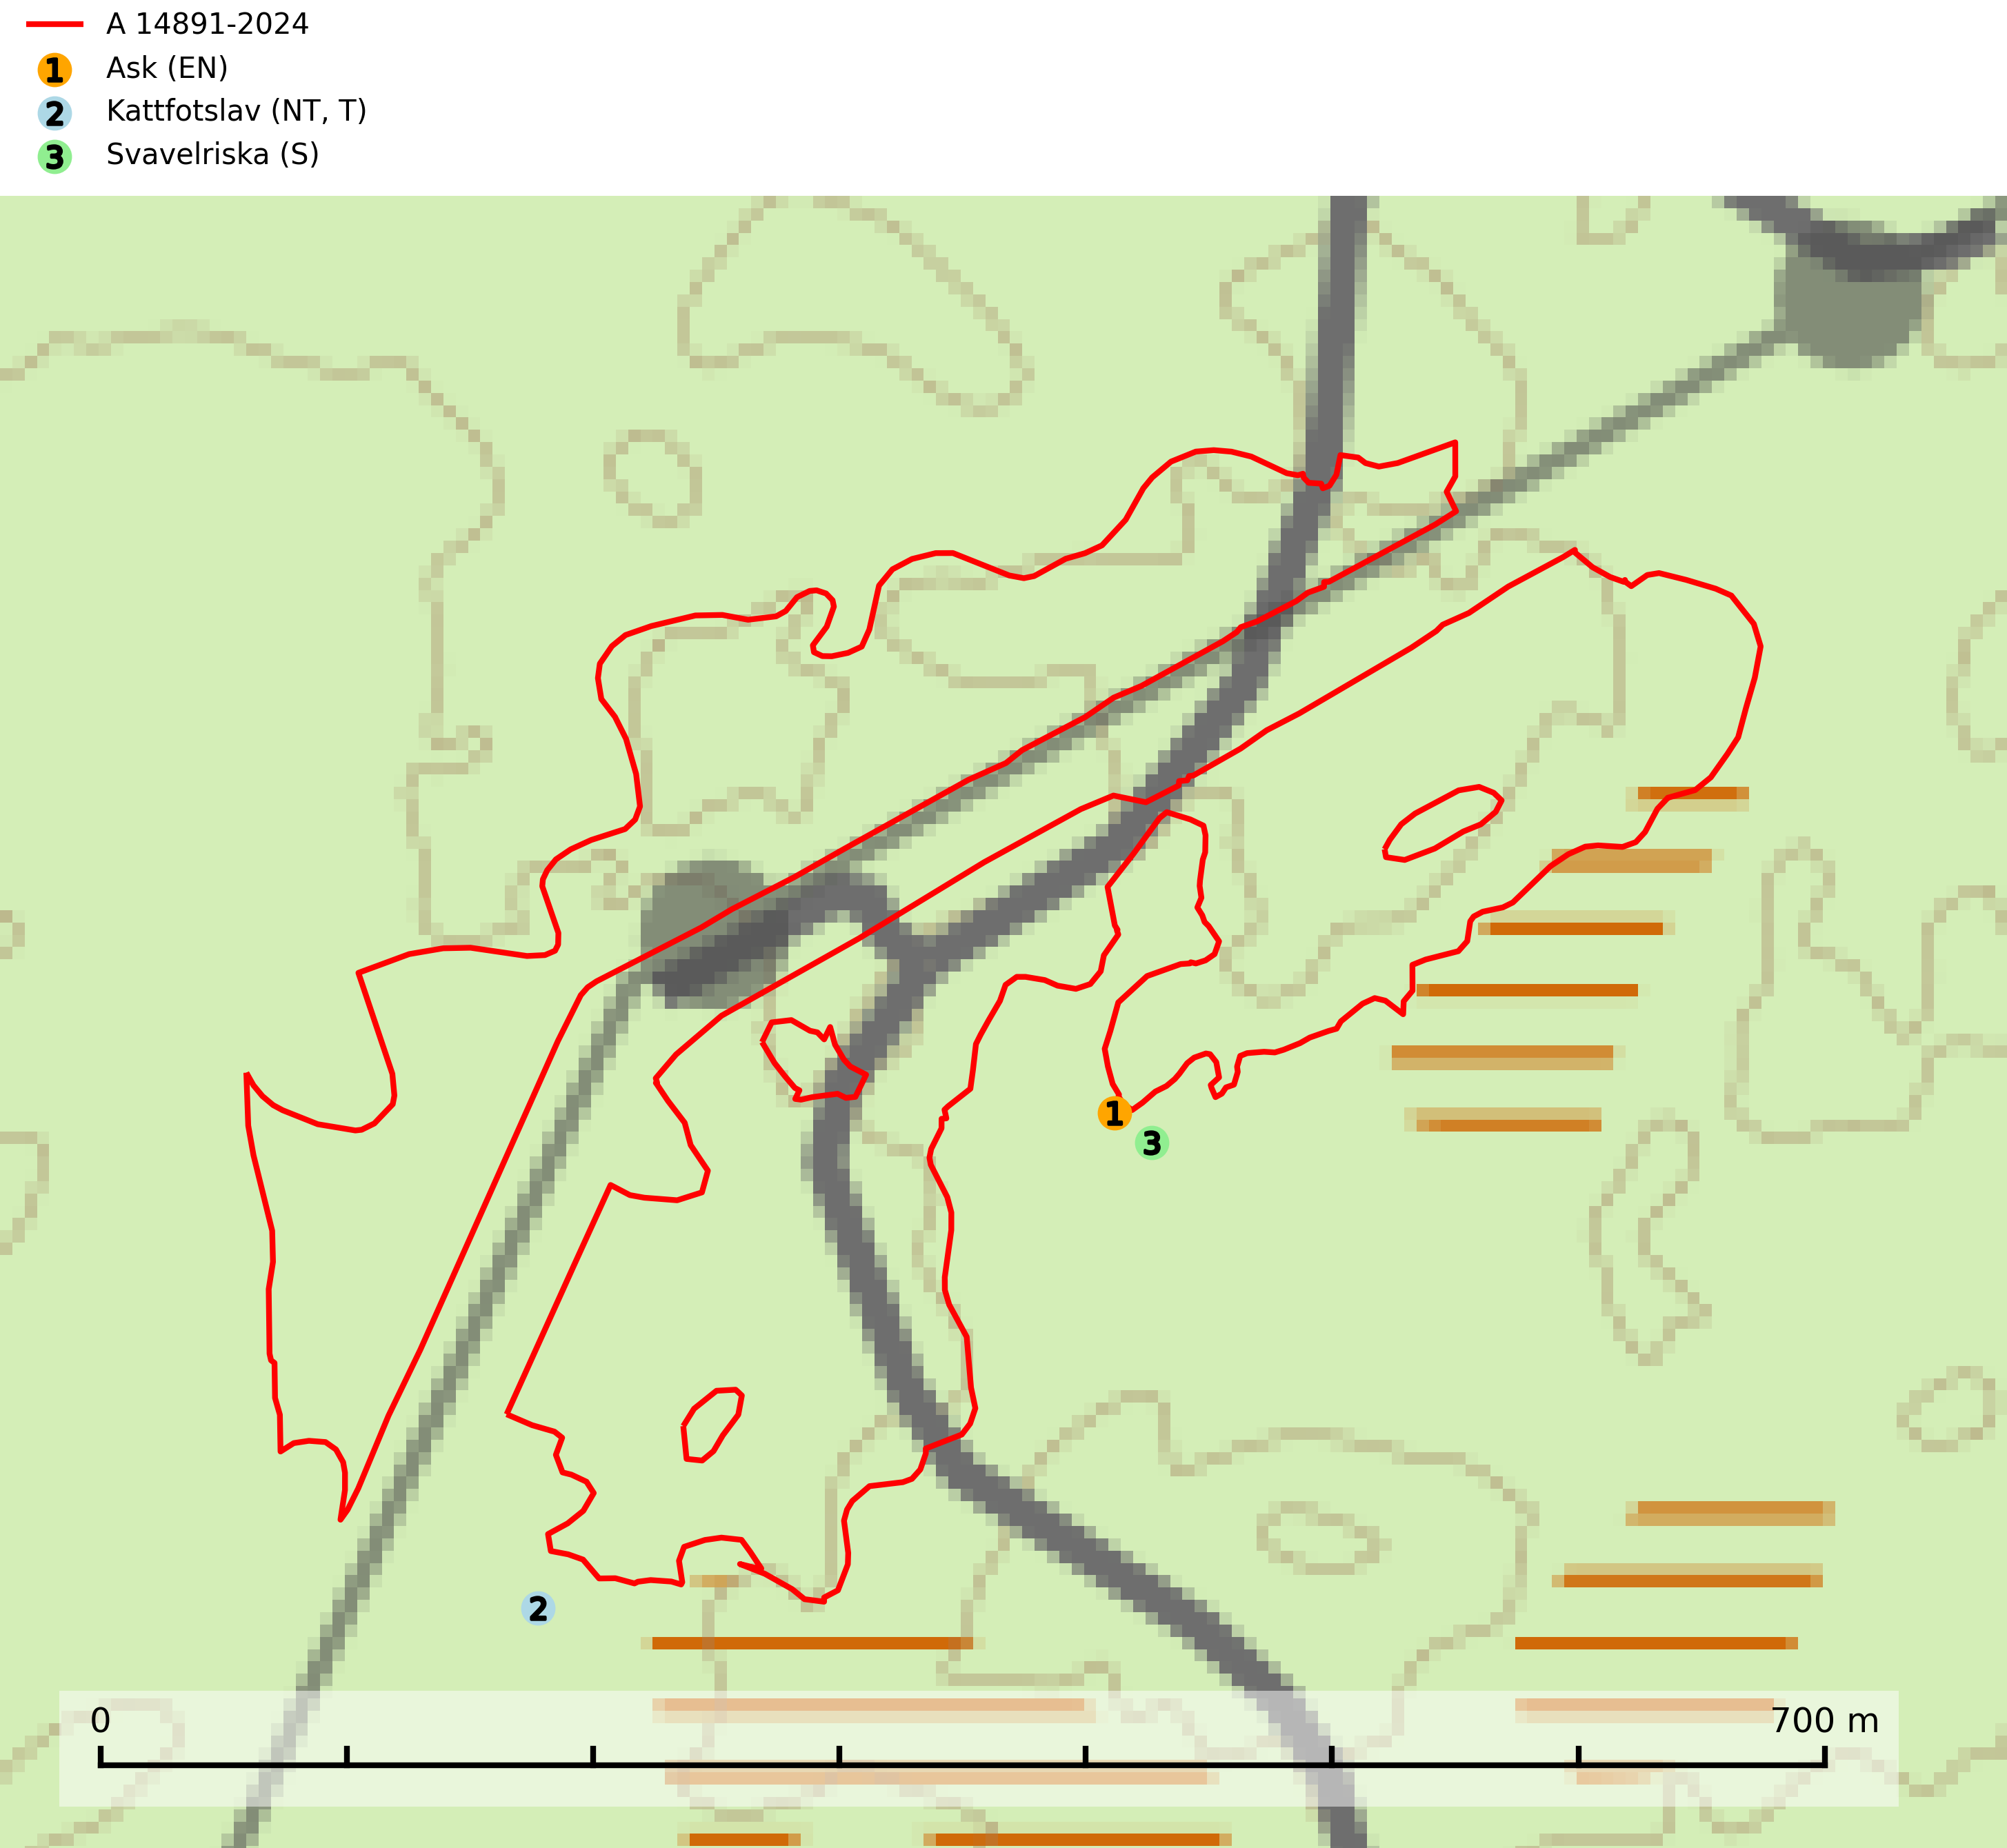 A 14891-2024
1 Ask (EN)
2 Kattfotslav (NT, T)
3 Svavelriska (S)
1
3
2
0 700 m